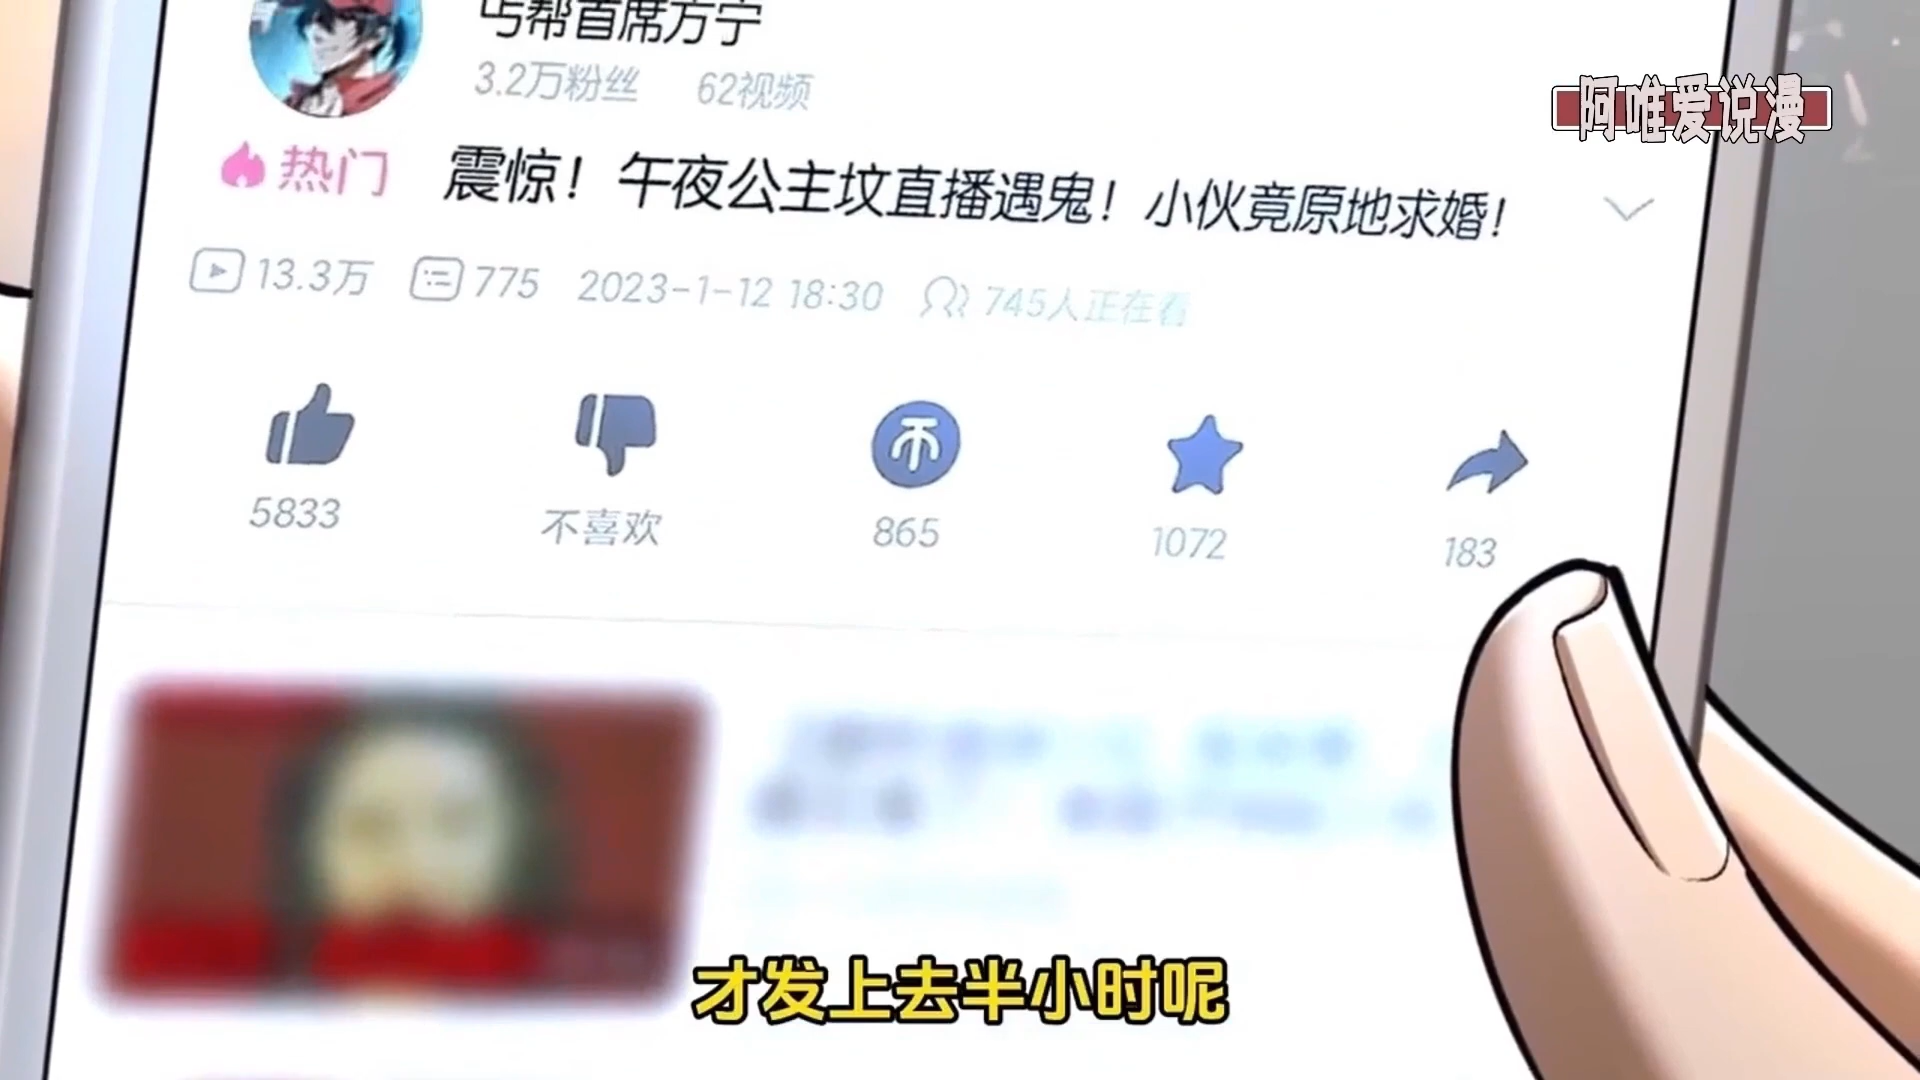 丐帮首席方宁
3.2万粉丝 62视频
阿唯爱说漫
热门 震惊！午夜公主坟直播遇鬼！小伙竟原地求婚！
13.3万 775 2023-1-12 18:30 745人正在看
5833 不喜欢 865 1072 183
才发上去半小时呢